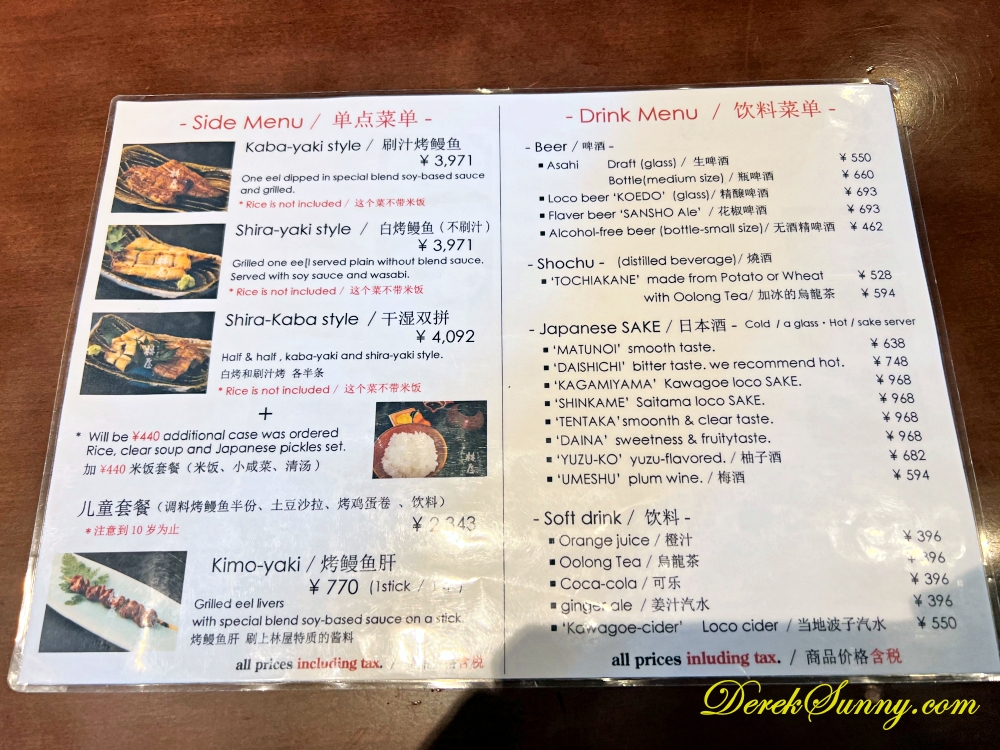 - Side Menu / 单点菜单 -
Kaba-yaki style / 刷汁烤鳗鱼
¥ 3,971
One eel dipped in special blend soy-based sauce
and grilled.
* Rice is not included / 这个菜不带米饭
Shira-yaki style / 白烤鳗鱼（不刷汁）
¥ 3,971
Grilled one eel served plain without blend sauce.
Served with soy sauce and wasabi.
* Rice is not included / 这个菜不带米饭
Shira-Kaba style / 干湿双拼
¥ 4,092
Half & half , kaba-yaki and shira-yaki style.
白烤和刷汁烤 各半条
* Rice is not included / 这个菜不带米饭
+
* Will be ¥440 additional case was ordered
Rice, clear soup and Japanese pickles set.
加 ¥440 米饭套餐（米饭、小咸菜、清汤）
儿童套餐（调料烤鳗鱼半份、土豆沙拉、烤鸡蛋卷 、饮料）
¥ 2,343
* 注意到 10 岁为止
Kimo-yaki / 烤鳗鱼肝
¥ 770 (1stick /
Grilled eel livers
with special blend soy-based sauce on a stick.
烤鳗鱼肝 刷上林屋特质的酱料
all prices including tax. / 商品价格含税
- Drink Menu / 饮料菜单 -
- Beer / 啤酒 -
▪ Asahi Draft (glass) / 生啤酒 ¥ 550
Bottle(medium size) / 瓶啤酒 ¥ 660
▪ Loco beer ‘KOEDO’ (glass)/ 精醸啤酒 ¥ 693
▪ Flaver beer ‘SANSHO Ale’ / 花椒啤酒 ¥ 693
▪ Alcohol-free beer (bottle-small size)/ 无酒精啤酒 ¥ 462
- Shochu - (distilled beverage)/ 燒酒
▪ ‘TOCHIAKANE’ made from Potato or Wheat ¥ 528
with Oolong Tea/ 加冰的烏龍茶 ¥ 594
- Japanese SAKE / 日本酒 - Cold / a glass・Hot / sake server
▪ ‘MATUNOI’ smooth taste. ¥ 638
▪ ‘DAISHICHI’ bitter taste. we recommend hot. ¥ 748
▪ ‘KAGAMIYAMA’ Kawagoe loco SAKE. ¥ 968
▪ ‘SHINKAME’ Saitama loco SAKE. ¥ 968
▪ ‘TENTAKA’smoonth & clear taste. ¥ 968
▪ ‘DAINA’ sweetness & fruitytaste. ¥ 968
▪ ‘YUZU-KO’ yuzu-flavored. / 柚子酒 ¥ 682
▪ ‘UMESHU’ plum wine. / 梅酒 ¥ 594
- Soft drink / 饮料 -
▪ Orange juice / 橙汁 ¥ 396
▪ Oolong Tea / 烏龍茶 ¥ 396
▪ Coca-cola / 可乐 ¥ 396
▪ ginger ale / 姜汁汽水 ¥ 396
▪ ‘Kawagoe-cider’ Loco cider / 当地波子汽水 ¥ 550
all prices inluding tax. / 商品价格含税
DerekSunny.com